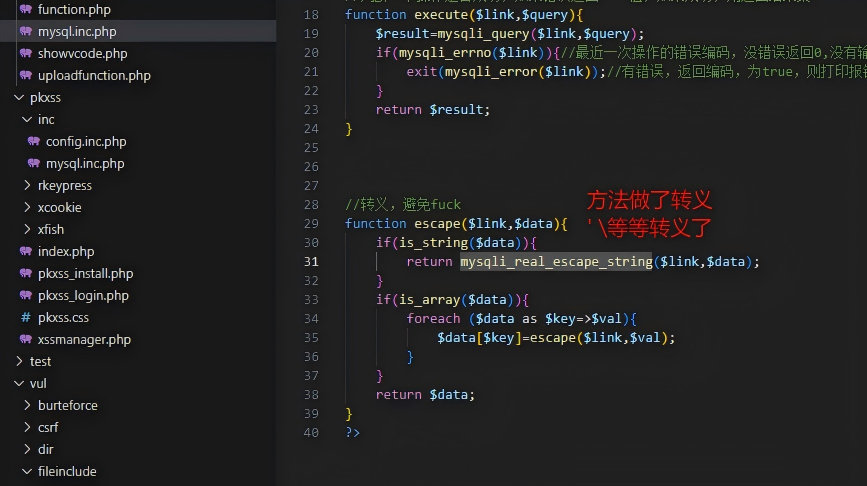 function.php
mysql.inc.php
showvcode.php
uploadfunction.php
pkxss
inc
config.inc.php
mysql.inc.php
rkeypress
xcookie
xfish
index.php
pkxss_install.php
pkxss_login.php
# pkxss.css
xssmanager.php
test
vul
burteforce
csrf
dir
fileinclude
18 function execute($link,$query){
19 $result=mysqli_query($link,$query);
20 if(mysqli_errno($link)){//最近一次操作的错误编码，没错误返回0,没有输
21 exit(mysqli_error($link));//有错误，返回编码，为true，则打印报错
22 }
23 return $result;
24 }
25
26
27
28 //转义，避免fuck
29 function escape($link,$data){
30 if(is_string($data)){
31 return mysqli_real_escape_string($link,$data);
32 }
33 if(is_array($data)){
34 foreach ($data as $key=>$val){
35 $data[$key]=escape($link,$val);
36 }
37 }
38 return $data;
39 }
40 ?>
方法做了转义
' \等等转义了